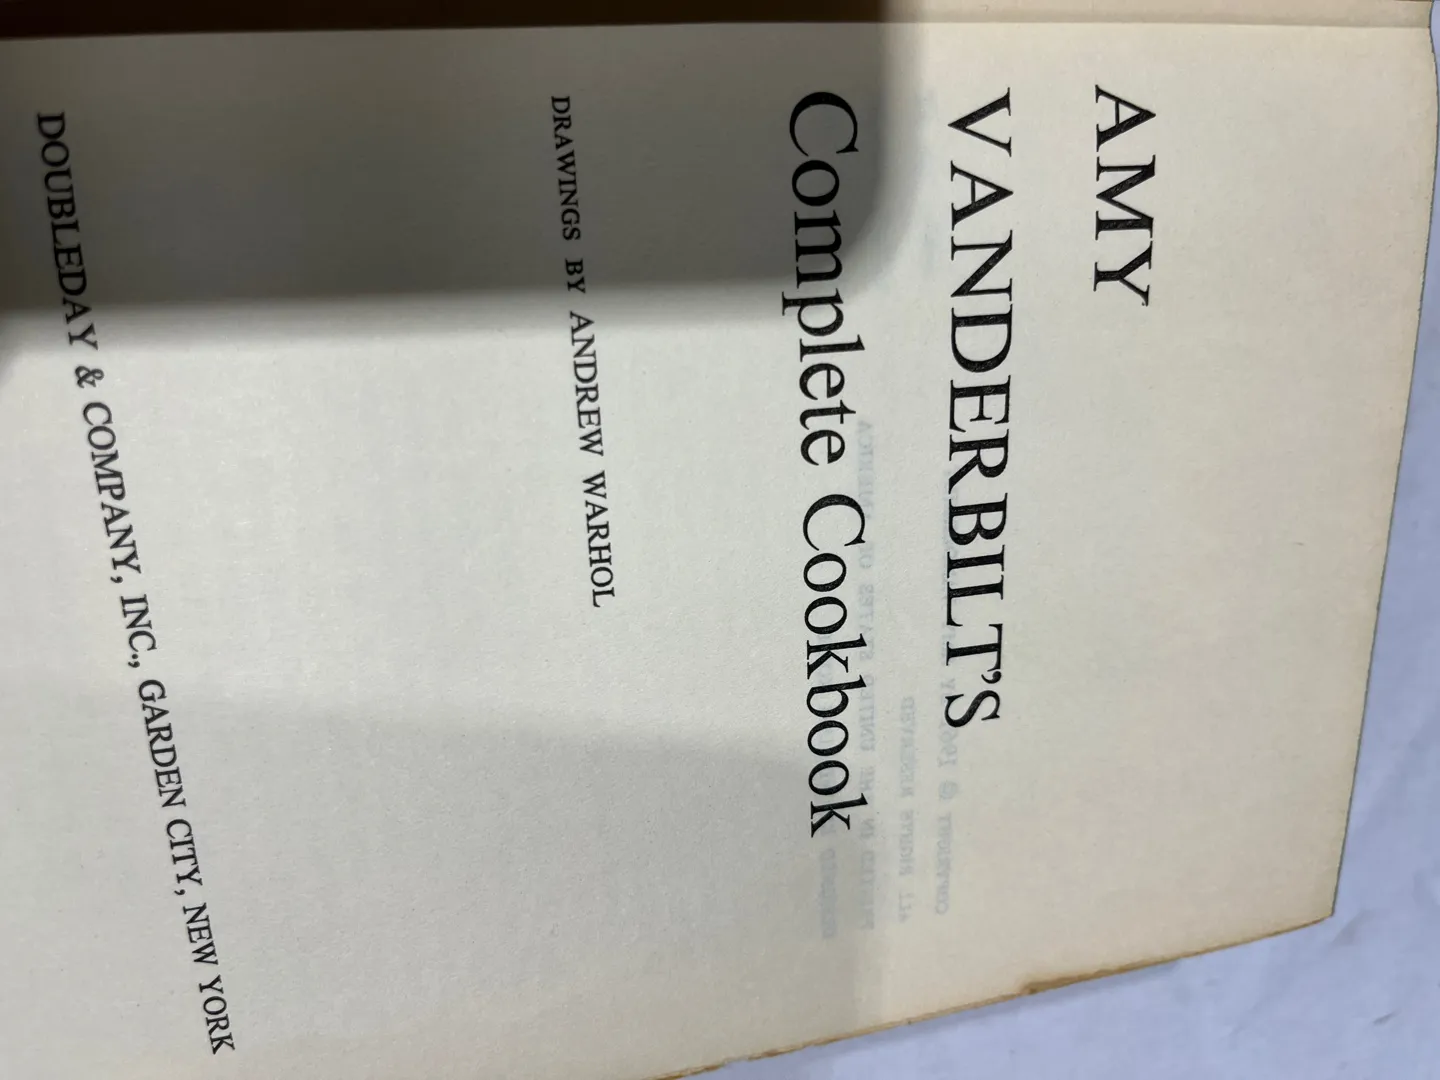 AMY
VANDERBILT'S
Complete Cookbook
DRAWINGS BY ANDREW WARHOL
DOUBLEDAY & COMPANY, INC., GARDEN CITY, NEW YORK